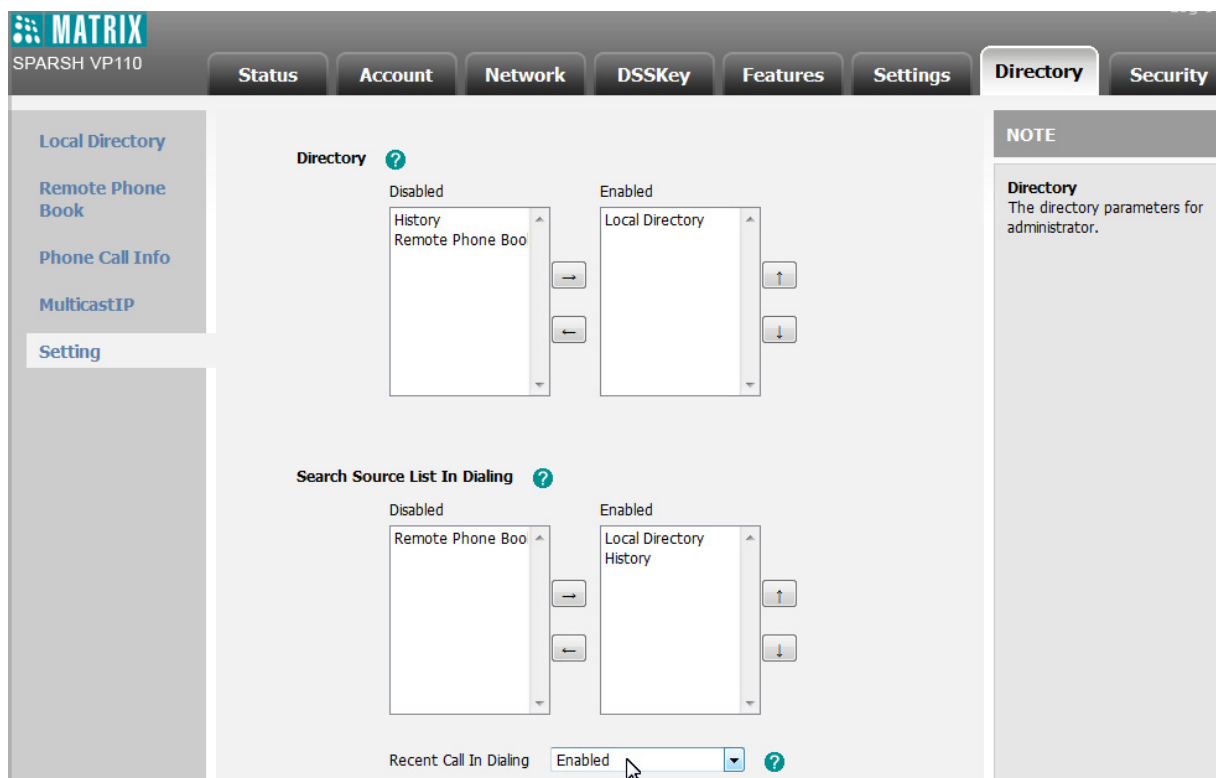 MATRIX
SPARSH VP110
Status Account Network DSSKey Features Settings Directory Security
Local Directory
Remote Phone
Book
Phone Call Info
MulticastIP
Setting
Directory ?
Disabled Enabled
History
Remote Phone Boo
Local Directory
→
←
↑
↓
Search Source List In Dialing ?
Disabled Enabled
Remote Phone Boo
Local Directory
History
→
←
↑
↓
Recent Call In Dialing Enabled ?
NOTE
Directory
The directory parameters for
administrator.